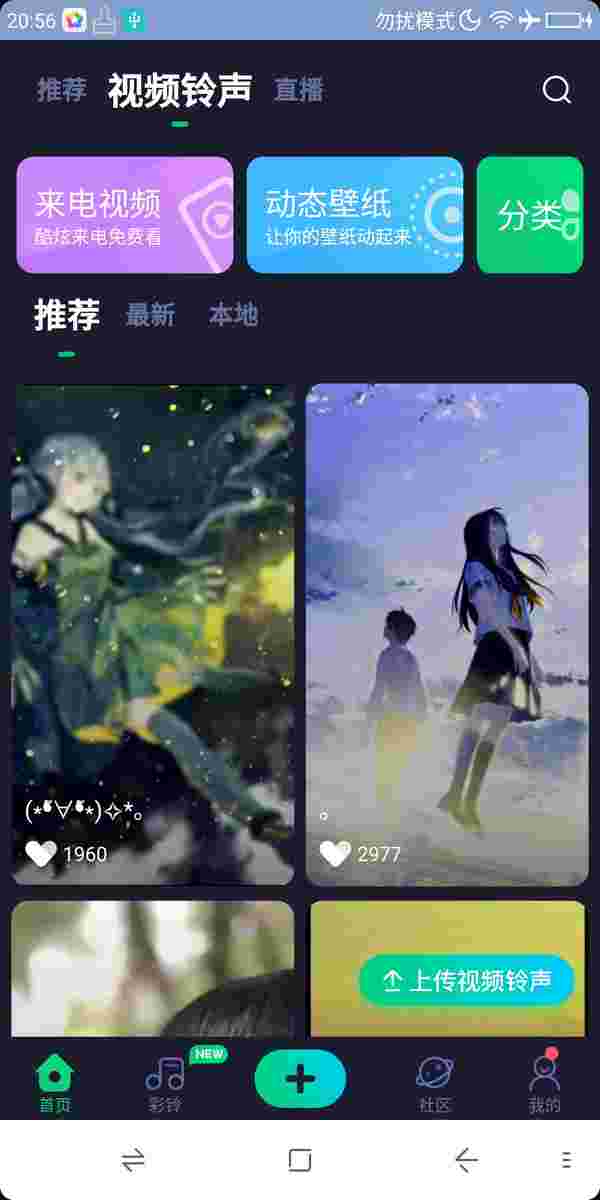 20:56 勿扰模式
推荐 视频铃声 直播
来电视频 动态壁纸 分类
酷炫来电免费看 让你的壁纸动起来
推荐 最新 本地
(*❛∀❛*)✧*。 。
1960 2977
上传视频铃声
NEW
首页 彩铃 社区 我的